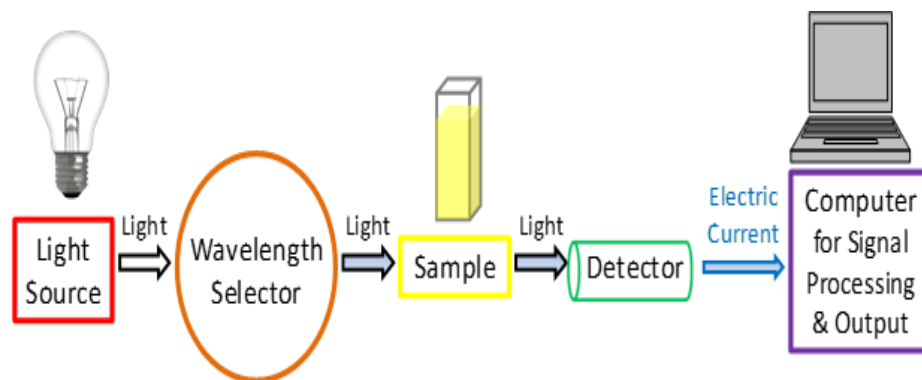 Light
Source
Light
Wavelength
Selector
Light
Sample
Light
Detector
Electric
Current
Computer
for Signal
Processing
& Output